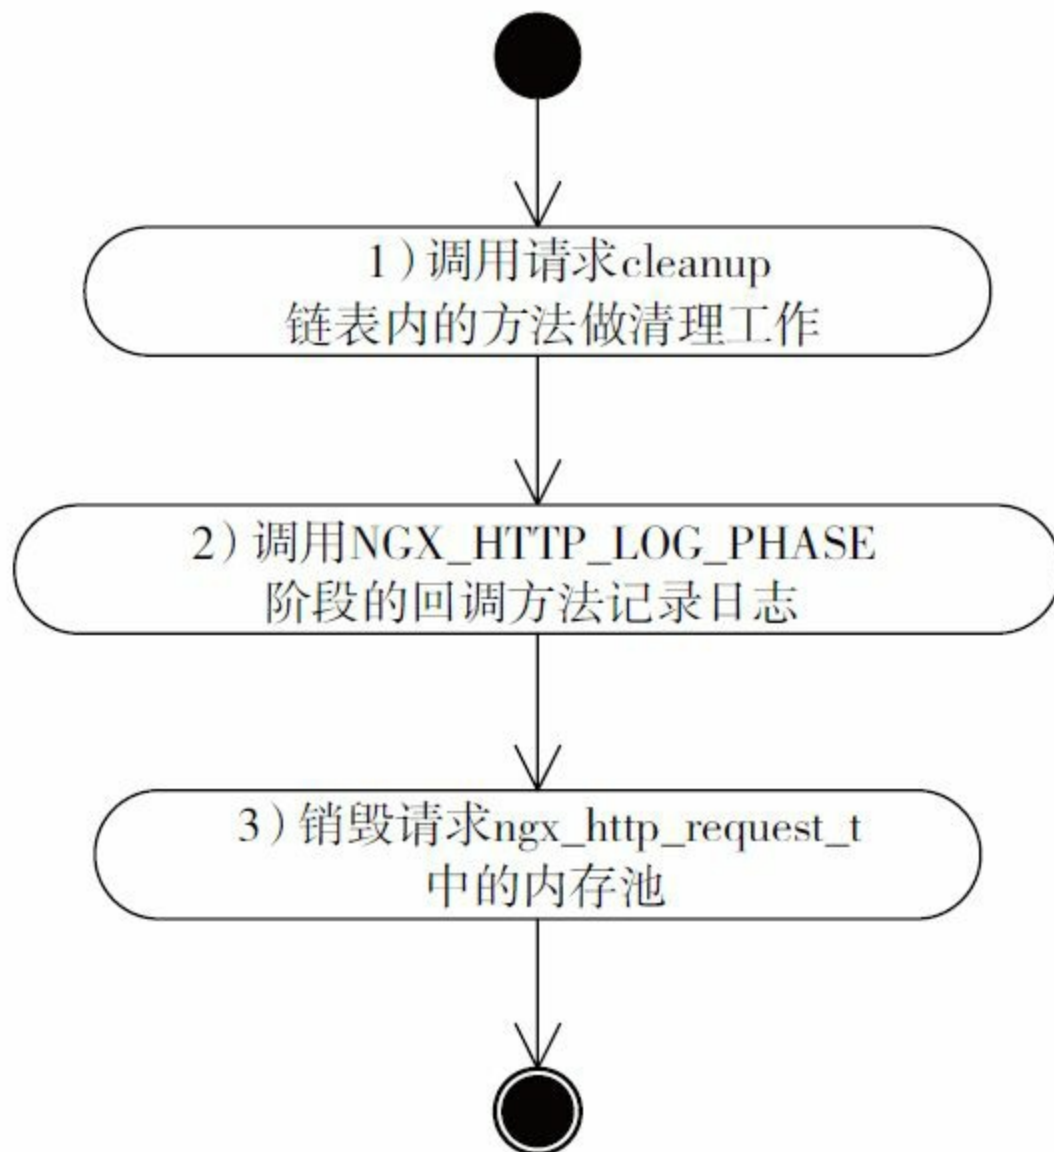 1）调用请求cleanup
链表内的方法做清理工作
2）调用NGX_HTTP_LOG_PHASE
阶段的回调方法记录日志
3）销毁请求ngx_http_request_t
中的内存池